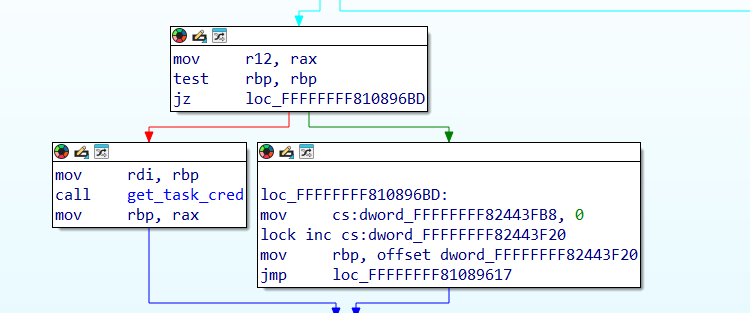 mov r12, rax
test rbp, rbp
jz loc_FFFFFFFF810896BD
mov rdi, rbp
call get_task_cred
mov rbp, rax
loc_FFFFFFFF810896BD:
mov cs:dword_FFFFFFFF82443FB8, 0
lock inc cs:dword_FFFFFFFF82443F20
mov rbp, offset dword_FFFFFFFF82443F20
jmp loc_FFFFFFFF81089617